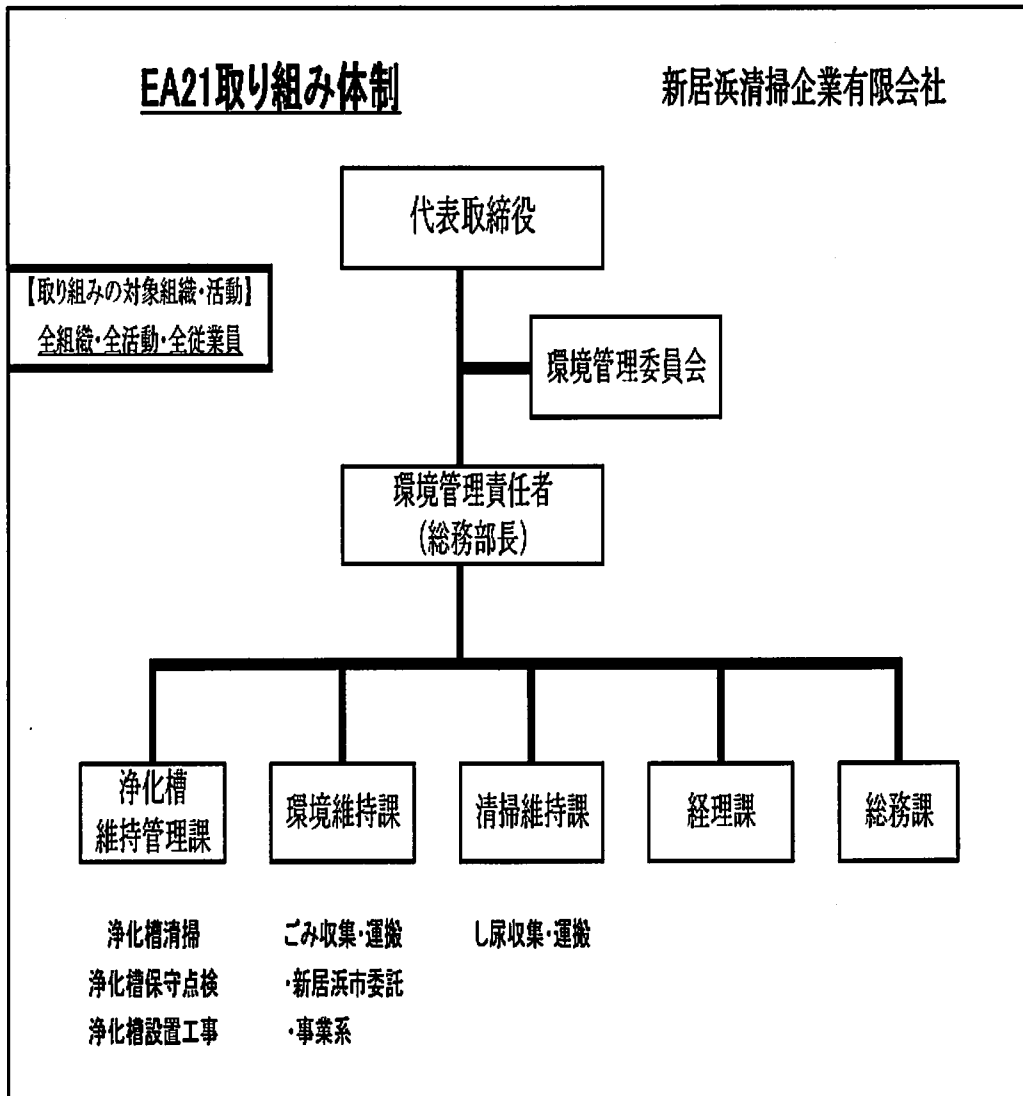 EA21取り組み体制
新居浜清掃企業有限会社
代表取締役
【取り組みの対象組織・活動】
全組織・全活動・全従業員
環境管理委員会
環境管理責任者
(総務部長)
浄化槽
維持管理課
環境維持課
清掃維持課
経理課
総務課
浄化槽清掃
浄化槽保守点検
浄化槽設置工事
ごみ収集・運搬
・新居浜市委託
・事業系
し尿収集・運搬